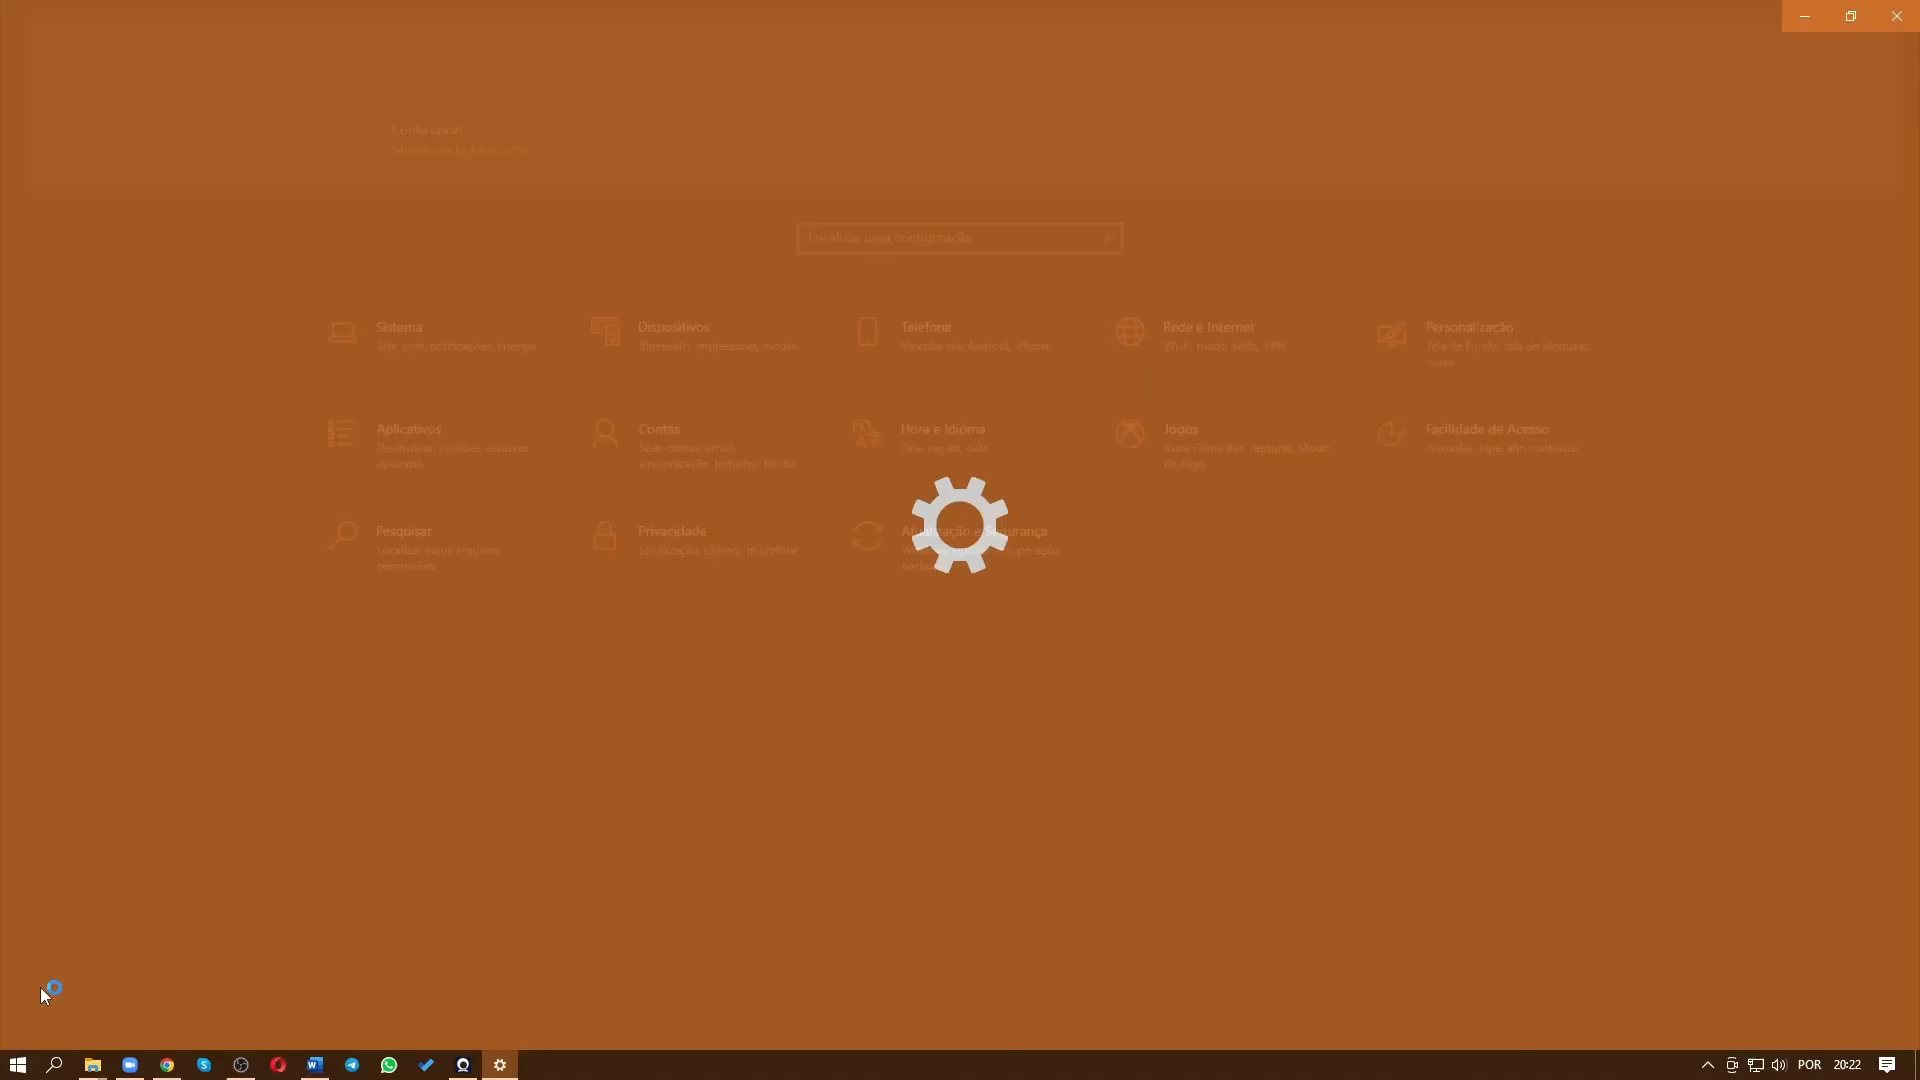 Conta Local
Localizar uma configuração
Sistema
Tela, som, notificações, energia
Dispositivos
Bluetooth, impressoras, mouse
Telefone
Vincular seu Android, iPhone
Rede e Internet
Wi-Fi, modo avião, VPN
Personalização
Tela de fundo, tela de bloqueio,
cores
Aplicativos
Desinstalar, padrões, recursos
opcionais
Contas
Suas contas, email,
sincronização, trabalho, família
Hora e Idioma
Fala, região, data
Jogos
Xbox Game Bar, capturas, Modo
de Jogo
Facilidade de Acesso
Narrador, lupa, alto contraste
Pesquisar
Localizar meus arquivos,
permissões
Privacidade
Localização, câmera, microfone
Atualização e Segurança
POR
20:22